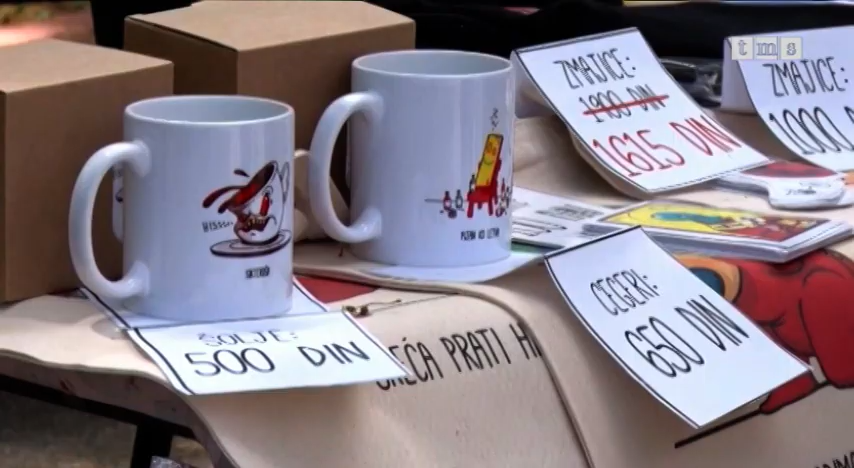 tms
ZMAJICE:
1900 DIN
1615 DIN
ZMAJICE:
1000 D
CEGERI:
650 DIN
ŠOLJE:
500 DIN
SREĆA PRATI H